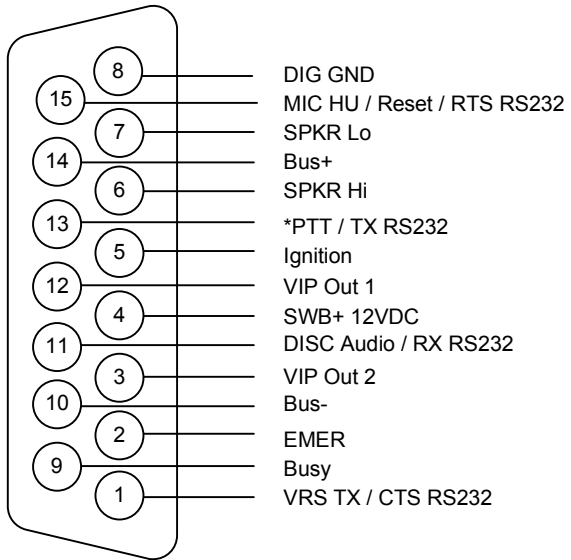 8 DIG GND
15 MIC HU / Reset / RTS RS232
7 SPKR Lo
14 Bus+
6 SPKR Hi
13 *PTT / TX RS232
5 Ignition
12 VIP Out 1
4 SWB+ 12VDC
11 DISC Audio / RX RS232
3 VIP Out 2
10 Bus-
2 EMER
9 Busy
1 VRS TX / CTS RS232